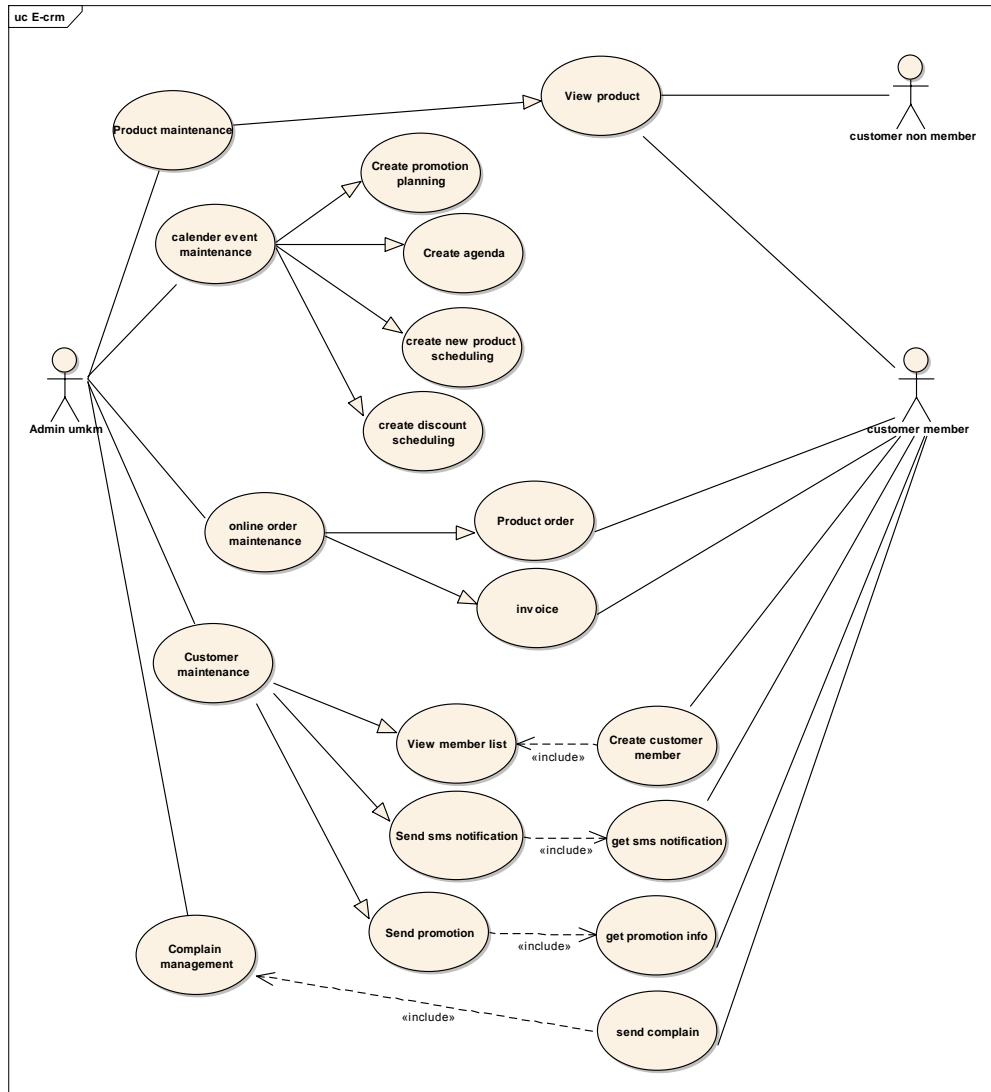 uc E-crm
View product
customer non member
Product maintenance
Create promotion
planning
calender event
maintenance
Create agenda
create new product
scheduling
Admin umkm
create discount
scheduling
customer member
online order
maintenance
Product order
invoice
Customer
maintenance
View member list
«include»
Create customer
member
Send sms notification
«include»
get sms notification
Send promotion
«include»
get promotion info
Complain
management
«include»
send complain